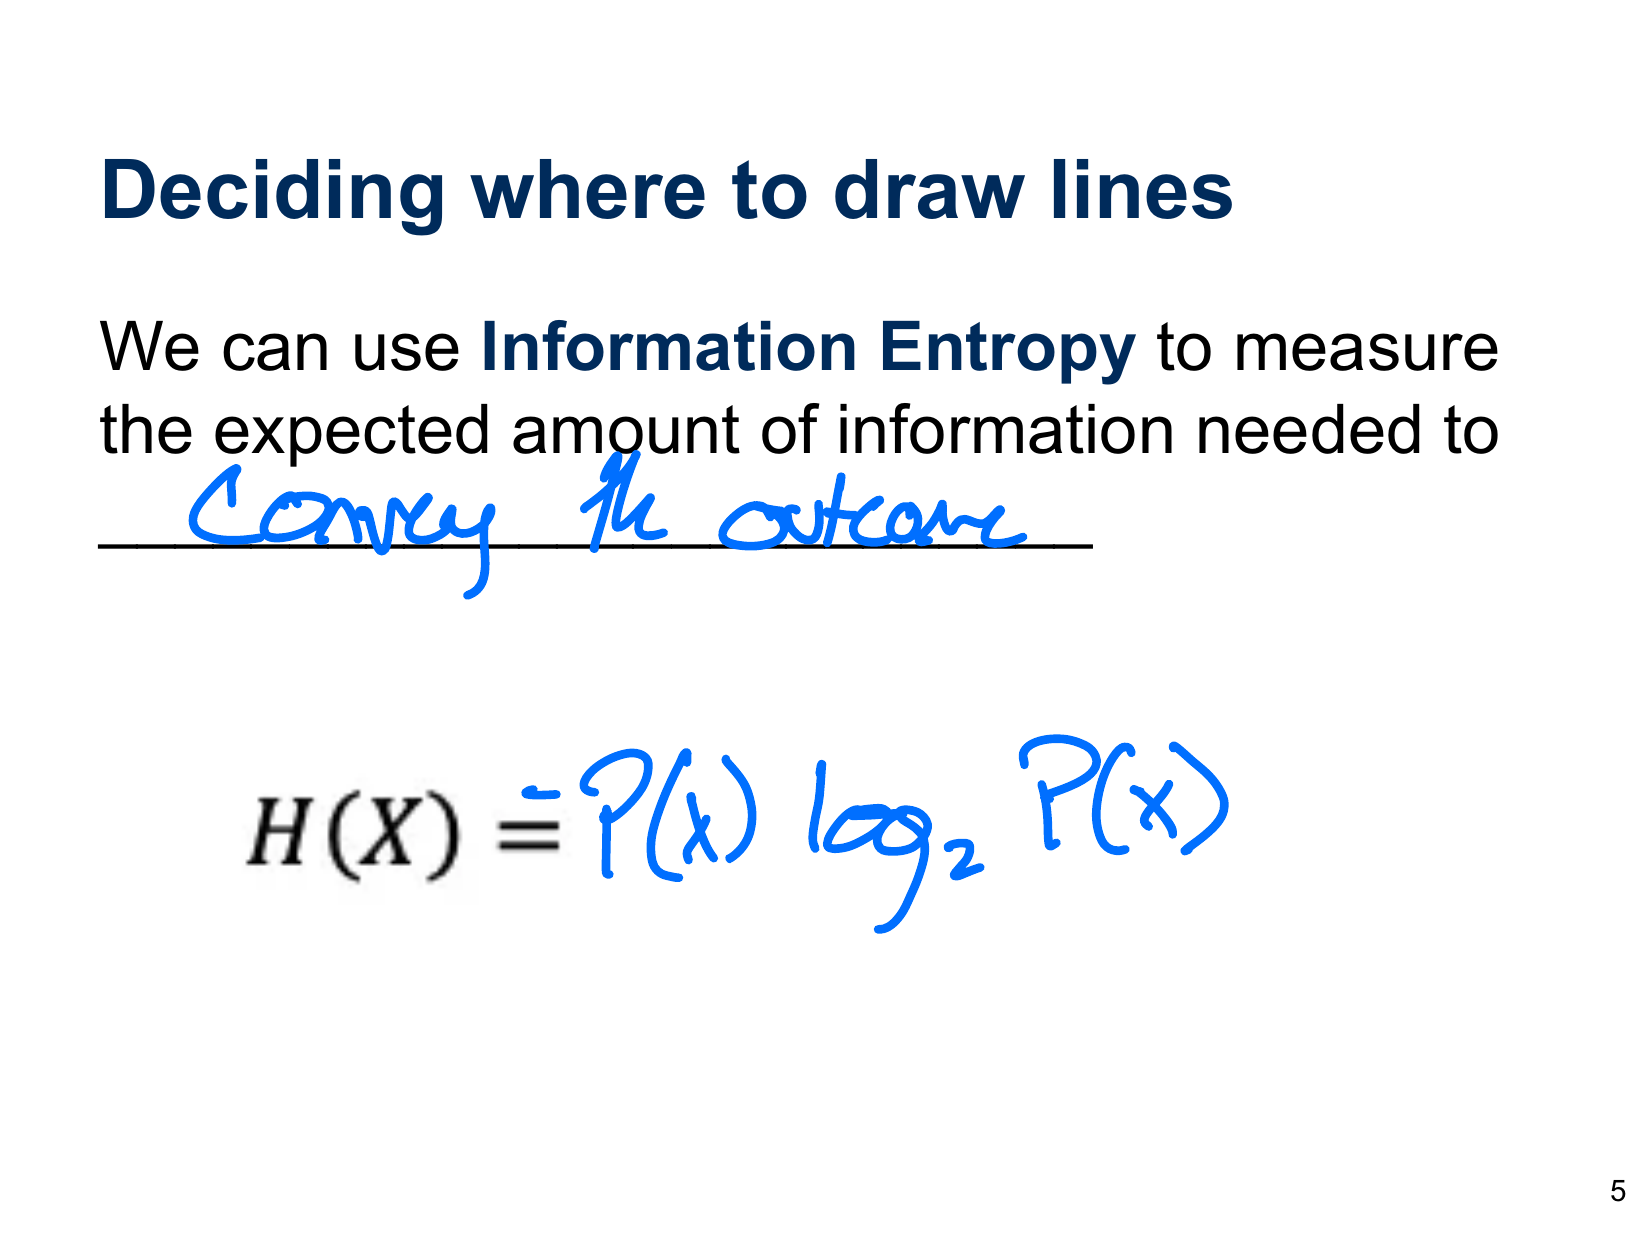 Deciding where to draw lines
We can use Information Entropy to measure
the expected amount of information needed to
Convey the outcome
H(X) = - P(x) log₂ P(x)
5